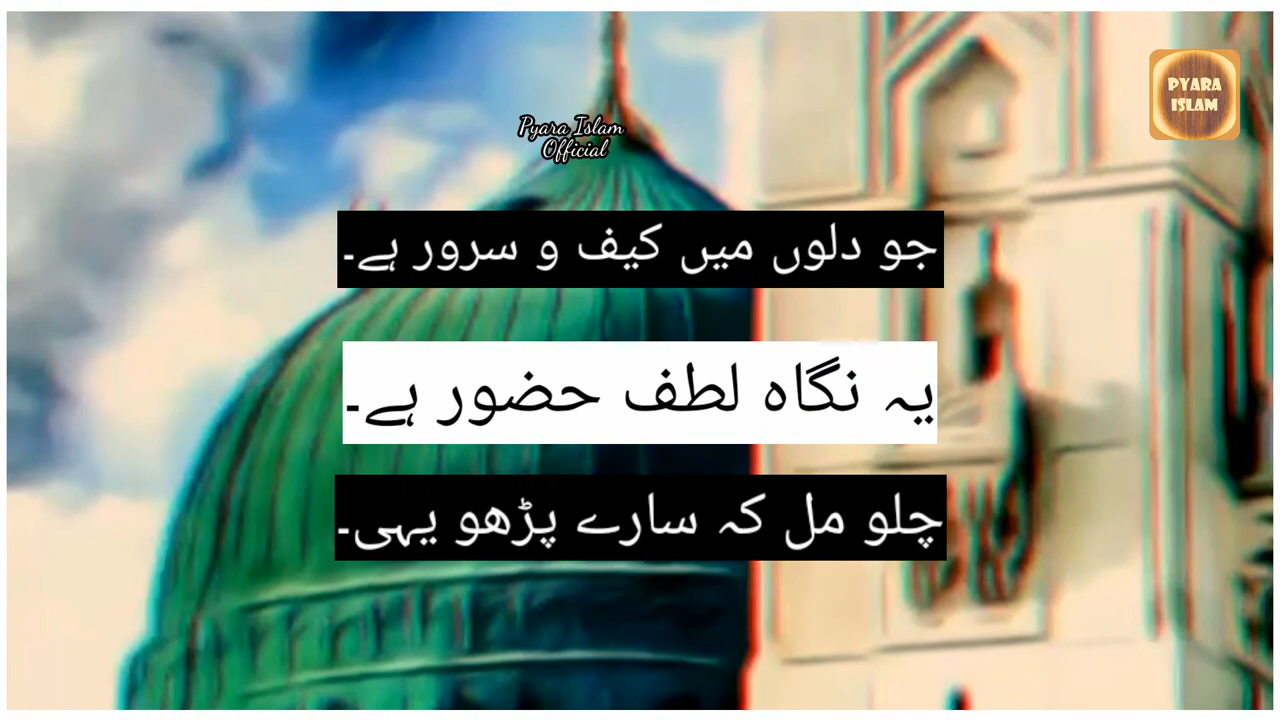 PYARA
ISLAM
Pyara Islam
Official
جو دلوں میں کیف و سرور ہے۔
یہ نگاہ لطف حضور ہے۔
چلو مل کہ سارے پڑھو یہی۔